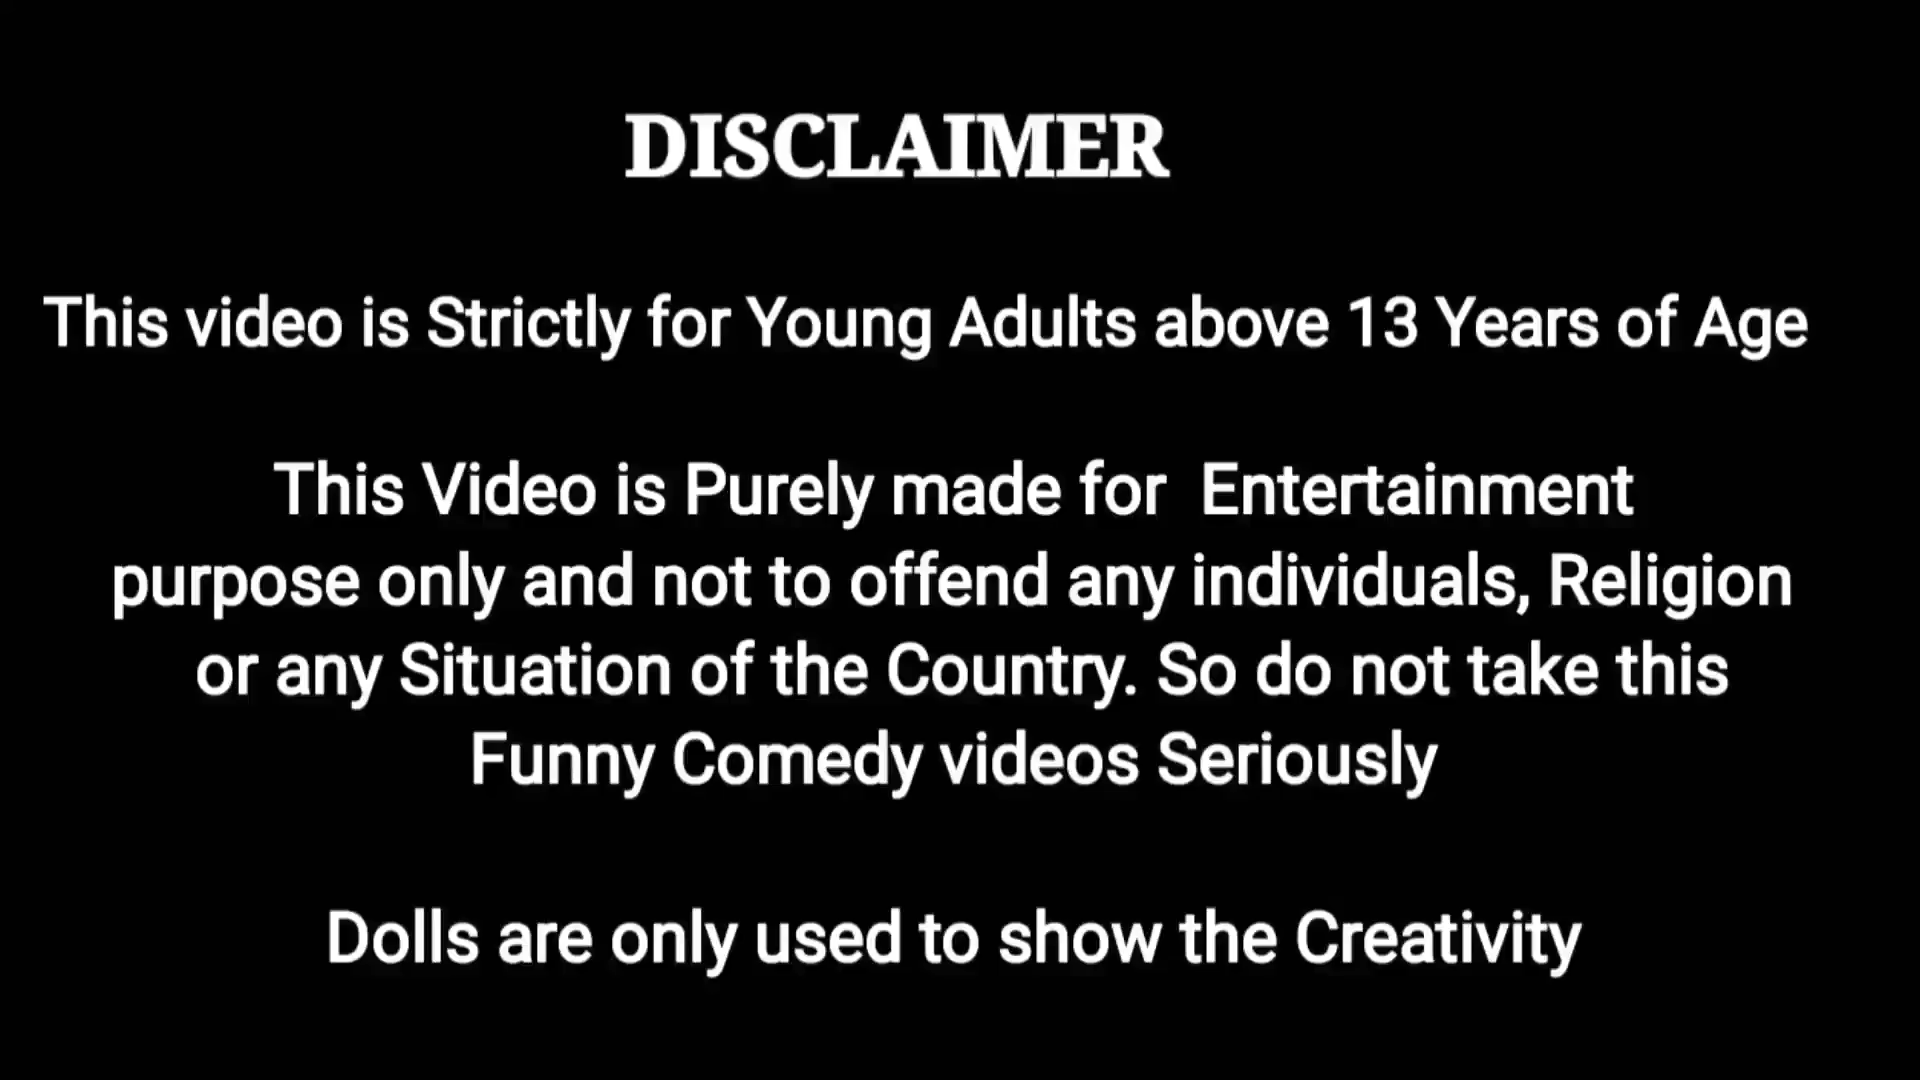 DISCLAIMER
This video is Strictly for Young Adults above 13 Years of Age
This Video is Purely made for  Entertainment
purpose only and not to offend any individuals, Religion
or any Situation of the Country. So do not take this
Funny Comedy videos Seriously
Dolls are only used to show the Creativity